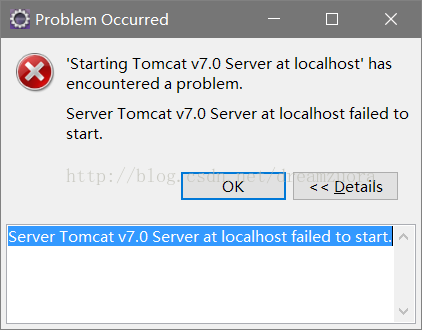 Problem Occurred
'Starting Tomcat v7.0 Server at localhost' has
encountered a problem.
Server Tomcat v7.0 Server at localhost failed to
start.
http://blog.csdn.net/dreamzuora
OK
<< Details
Server Tomcat v7.0 Server at localhost failed to start.